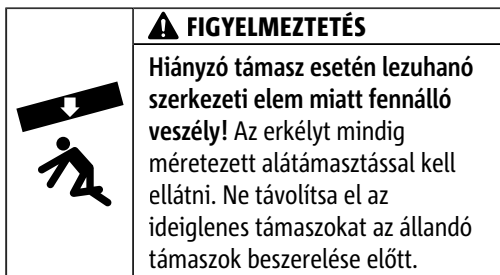 FIGYELMEZTETÉS
Hiányzó támasz esetén lezuhanó
szerkezeti elem miatt fennálló
veszély! Az erkélyt mindig
méretezett alátámasztással kell
ellátni. Ne távolítsa el az
ideiglenes támaszokat az állandó
támaszok beszerelése előtt.